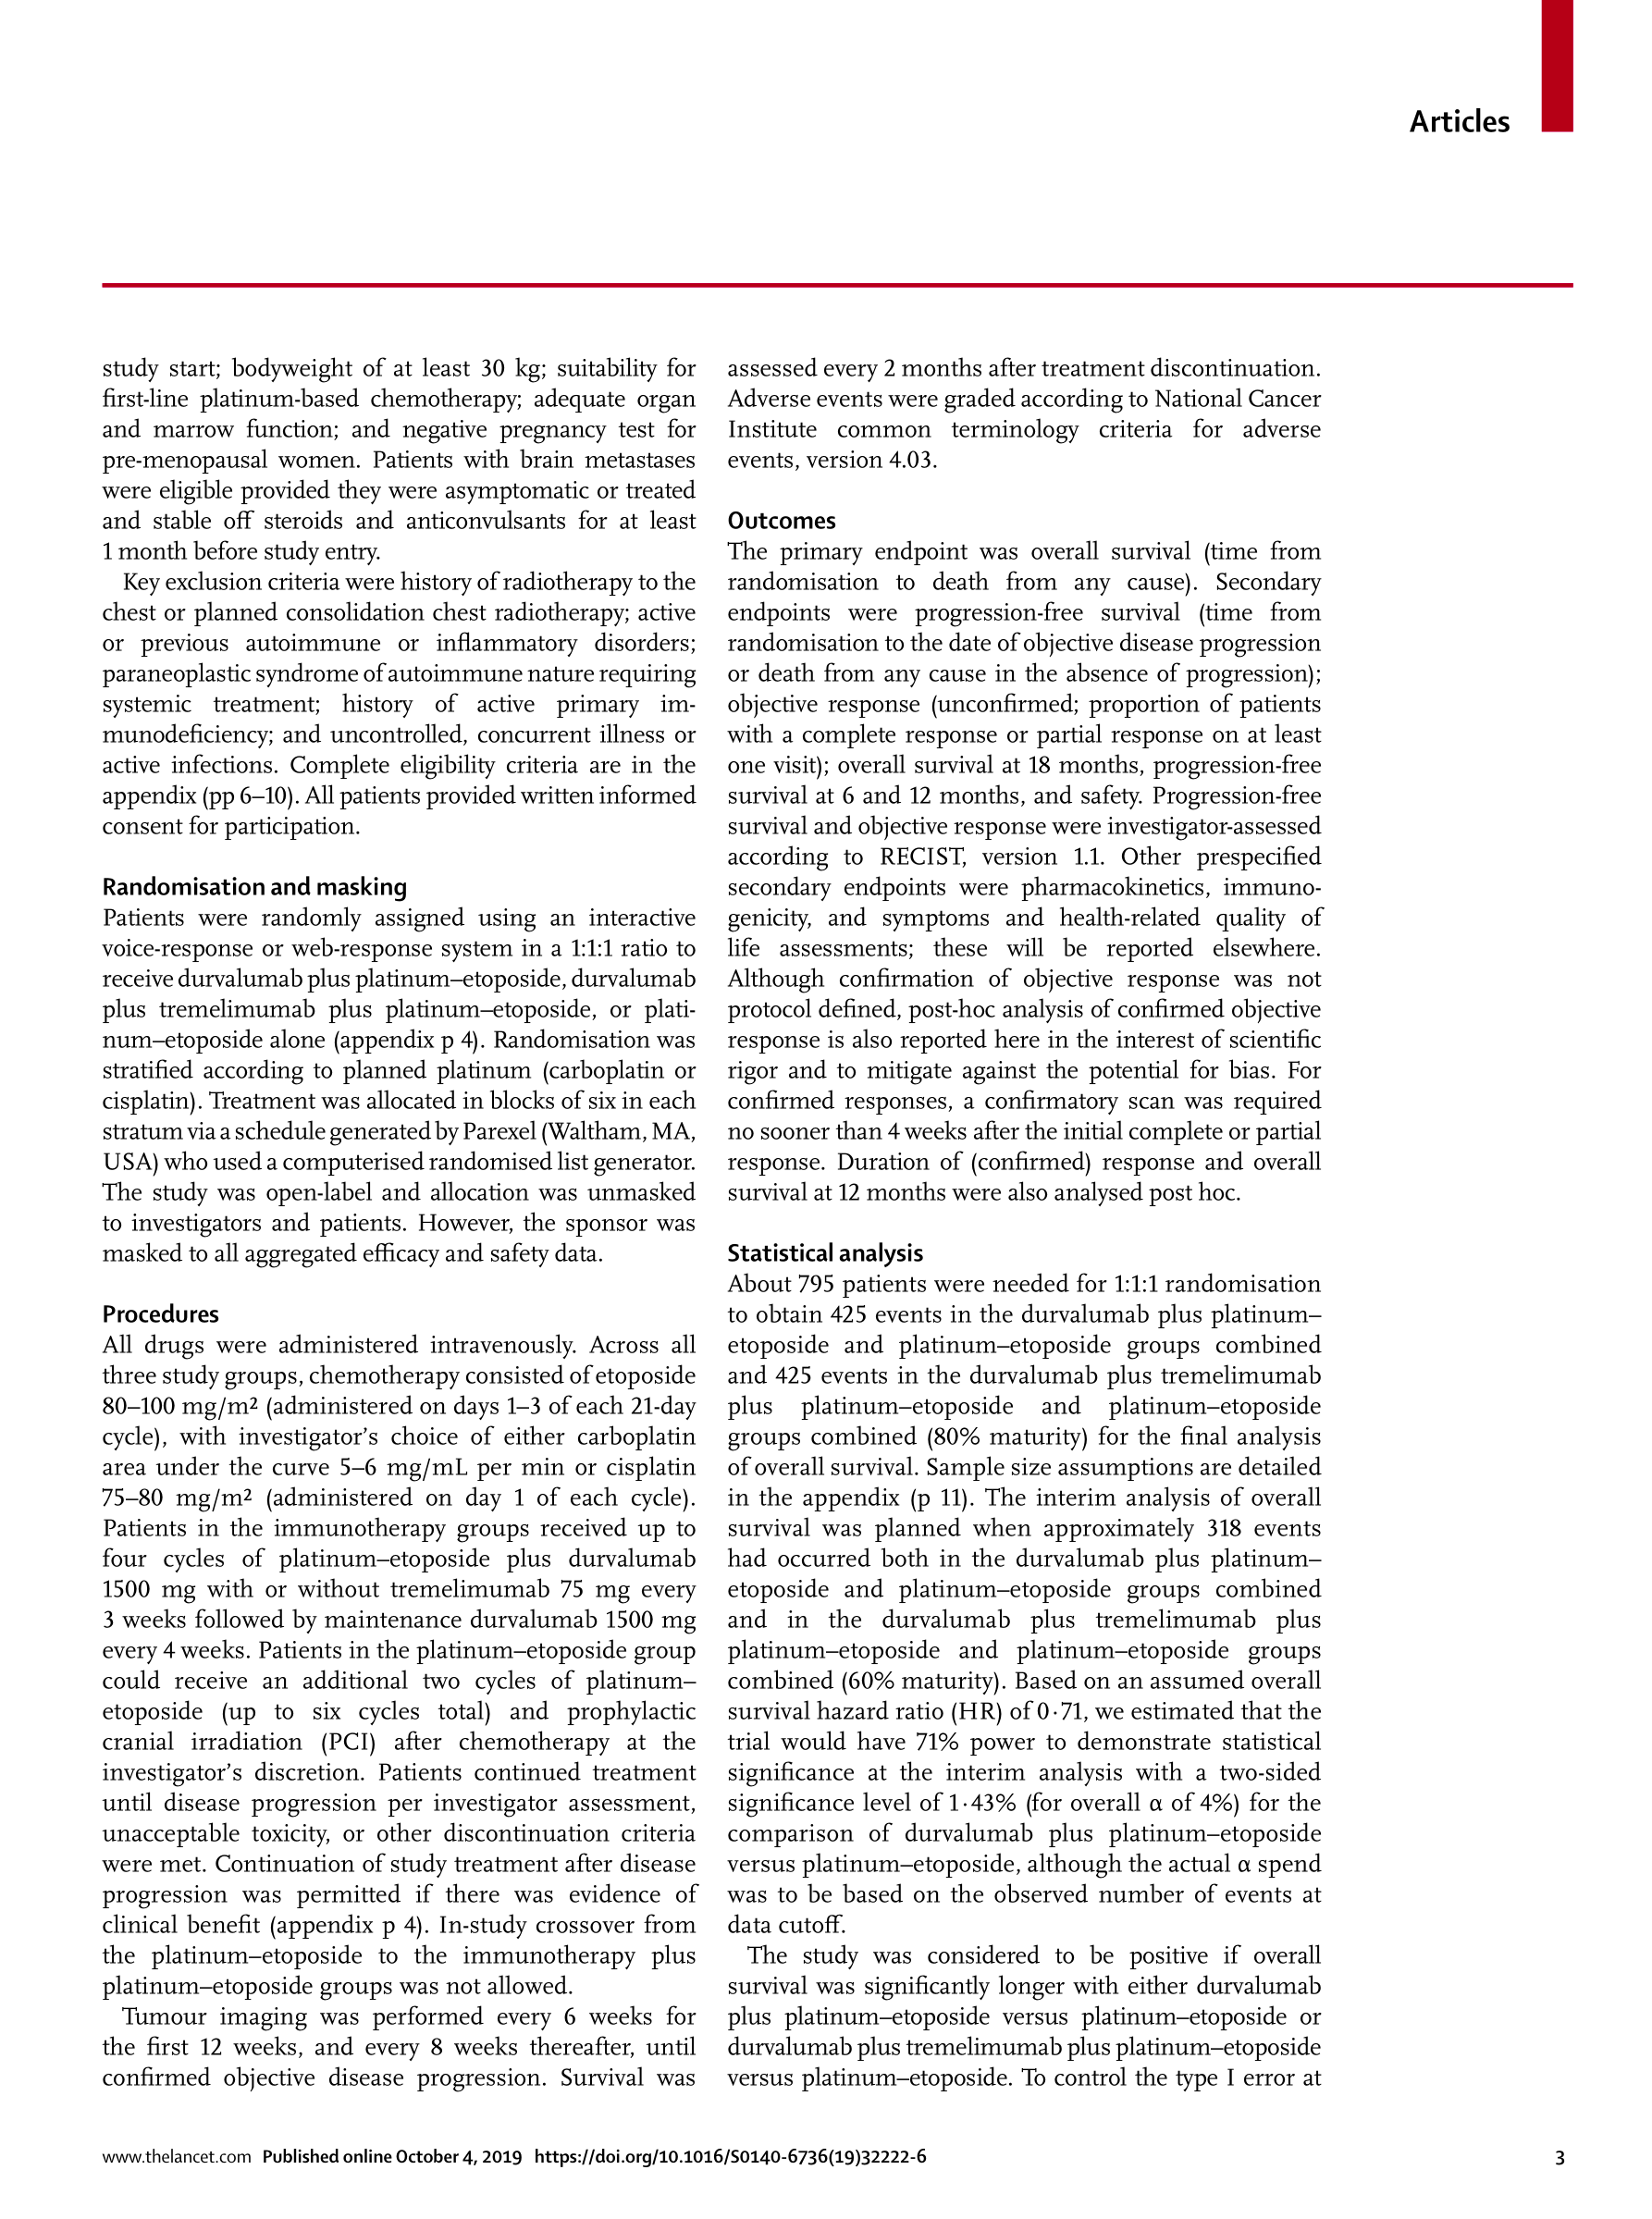 Articles
study start; bodyweight of at least 30 kg; suitability for
first-line platinum-based chemotherapy; adequate organ
and marrow function; and negative pregnancy test for
pre-menopausal women. Patients with brain metastases
were eligible provided they were asymptomatic or treated
and stable off steroids and anticonvulsants for at least
1 month before study entry.
Key exclusion criteria were history of radiotherapy to the
chest or planned consolidation chest radiotherapy; active
or previous autoimmune or inflammatory disorders;
paraneoplastic syndrome of autoimmune nature requiring
systemic treatment; history of active primary im-
munodeficiency; and uncontrolled, concurrent illness or
active infections. Complete eligibility criteria are in the
appendix (pp 6–10). All patients provided written informed
consent for participation.
Randomisation and masking
Patients were randomly assigned using an interactive
voice-response or web-response system in a 1:1:1 ratio to
receive durvalumab plus platinum–etoposide, durvalumab
plus tremelimumab plus platinum–etoposide, or plati-
num–etoposide alone (appendix p 4). Randomisation was
stratified according to planned platinum (carboplatin or
cisplatin). Treatment was allocated in blocks of six in each
stratum via a schedule generated by Parexel (Waltham, MA,
USA) who used a computerised randomised list generator.
The study was open-label and allocation was unmasked
to investigators and patients. However, the sponsor was
masked to all aggregated efficacy and safety data.
Procedures
All drugs were administered intravenously. Across all
three study groups, chemotherapy consisted of etoposide
80–100 mg/m² (administered on days 1–3 of each 21-day
cycle), with investigator's choice of either carboplatin
area under the curve 5–6 mg/mL per min or cisplatin
75–80 mg/m² (administered on day 1 of each cycle).
Patients in the immunotherapy groups received up to
four cycles of platinum–etoposide plus durvalumab
1500 mg with or without tremelimumab 75 mg every
3 weeks followed by maintenance durvalumab 1500 mg
every 4 weeks. Patients in the platinum–etoposide group
could receive an additional two cycles of platinum–
etoposide (up to six cycles total) and prophylactic
cranial irradiation (PCI) after chemotherapy at the
investigator's discretion. Patients continued treatment
until disease progression per investigator assessment,
unacceptable toxicity, or other discontinuation criteria
were met. Continuation of study treatment after disease
progression was permitted if there was evidence of
clinical benefit (appendix p 4). In-study crossover from
the platinum–etoposide to the immunotherapy plus
platinum–etoposide groups was not allowed.
Tumour imaging was performed every 6 weeks for
the first 12 weeks, and every 8 weeks thereafter, until
confirmed objective disease progression. Survival was
assessed every 2 months after treatment discontinuation.
Adverse events were graded according to National Cancer
Institute common terminology criteria for adverse
events, version 4.03.
Outcomes
The primary endpoint was overall survival (time from
randomisation to death from any cause). Secondary
endpoints were progression-free survival (time from
randomisation to the date of objective disease progression
or death from any cause in the absence of progression);
objective response (unconfirmed; proportion of patients
with a complete response or partial response on at least
one visit); overall survival at 18 months, progression-free
survival at 6 and 12 months, and safety. Progression-free
survival and objective response were investigator-assessed
according to RECIST, version 1.1. Other prespecified
secondary endpoints were pharmacokinetics, immuno-
genicity, and symptoms and health-related quality of
life assessments; these will be reported elsewhere.
Although confirmation of objective response was not
protocol defined, post-hoc analysis of confirmed objective
response is also reported here in the interest of scientific
rigor and to mitigate against the potential for bias. For
confirmed responses, a confirmatory scan was required
no sooner than 4 weeks after the initial complete or partial
response. Duration of (confirmed) response and overall
survival at 12 months were also analysed post hoc.
Statistical analysis
About 795 patients were needed for 1:1:1 randomisation
to obtain 425 events in the durvalumab plus platinum–
etoposide and platinum–etoposide groups combined
and 425 events in the durvalumab plus tremelimumab
plus platinum–etoposide and platinum–etoposide
groups combined (80% maturity) for the final analysis
of overall survival. Sample size assumptions are detailed
in the appendix (p 11). The interim analysis of overall
survival was planned when approximately 318 events
had occurred both in the durvalumab plus platinum–
etoposide and platinum–etoposide groups combined
and in the durvalumab plus tremelimumab plus
platinum–etoposide and platinum–etoposide groups
combined (60% maturity). Based on an assumed overall
survival hazard ratio (HR) of 0·71, we estimated that the
trial would have 71% power to demonstrate statistical
significance at the interim analysis with a two-sided
significance level of 1·43% (for overall α of 4%) for the
comparison of durvalumab plus platinum–etoposide
versus platinum–etoposide, although the actual α spend
was to be based on the observed number of events at
data cutoff.
The study was considered to be positive if overall
survival was significantly longer with either durvalumab
plus platinum–etoposide versus platinum–etoposide or
durvalumab plus tremelimumab plus platinum–etoposide
versus platinum–etoposide. To control the type I error at
www.thelancet.com Published online October 4, 2019 https://doi.org/10.1016/S0140-6736(19)32222-6
3